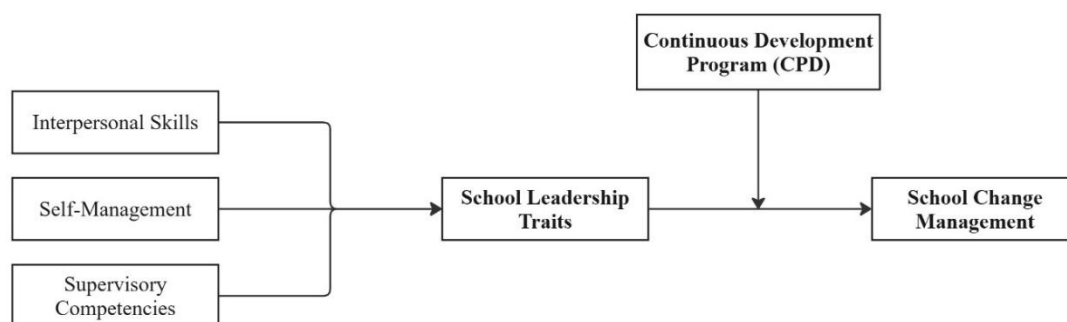 Continuous Development
Program (CPD)
Interpersonal Skills
Self-Management
School Leadership
Traits
School Change
Management
Supervisory
Competencies